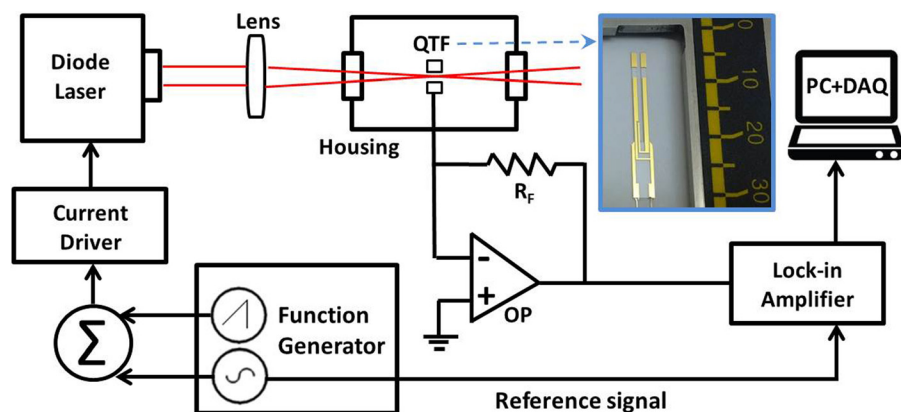 Lens
Diode
Laser
QTF
Housing
0
10
20
30
PC+DAQ
R_F
Current
Driver
-
+
OP
Lock-in
Amplifier
Function
Generator
Σ
Reference signal